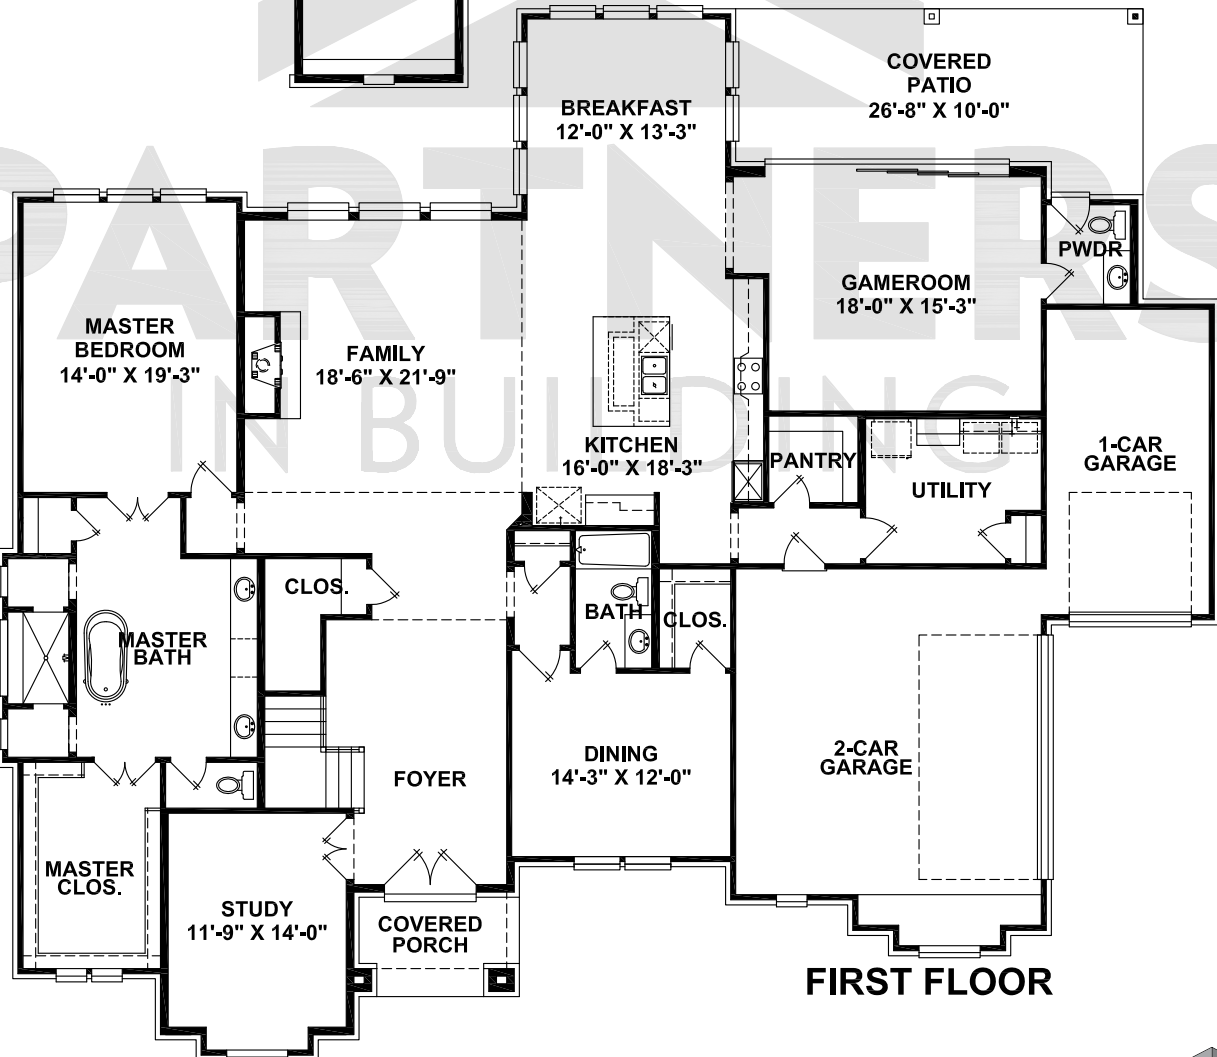 COVERED
PATIO
26'-8" X 10'-0"
BREAKFAST
12'-0" X 13'-3"
PARTNERS
IN BUILDING
PWDR
GAMEROOM
18'-0" X 15'-3"
MASTER
BEDROOM
14'-0" X 19'-3"
FAMILY
18'-6" X 21'-9"
KITCHEN
16'-0" X 18'-3"
PANTRY
UTILITY
1-CAR
GARAGE
CLOS.
BATH
CLOS.
MASTER
BATH
DINING
14'-3" X 12'-0"
2-CAR
GARAGE
FOYER
MASTER
CLOS.
STUDY
11'-9" X 14'-0"
COVERED
PORCH
FIRST FLOOR